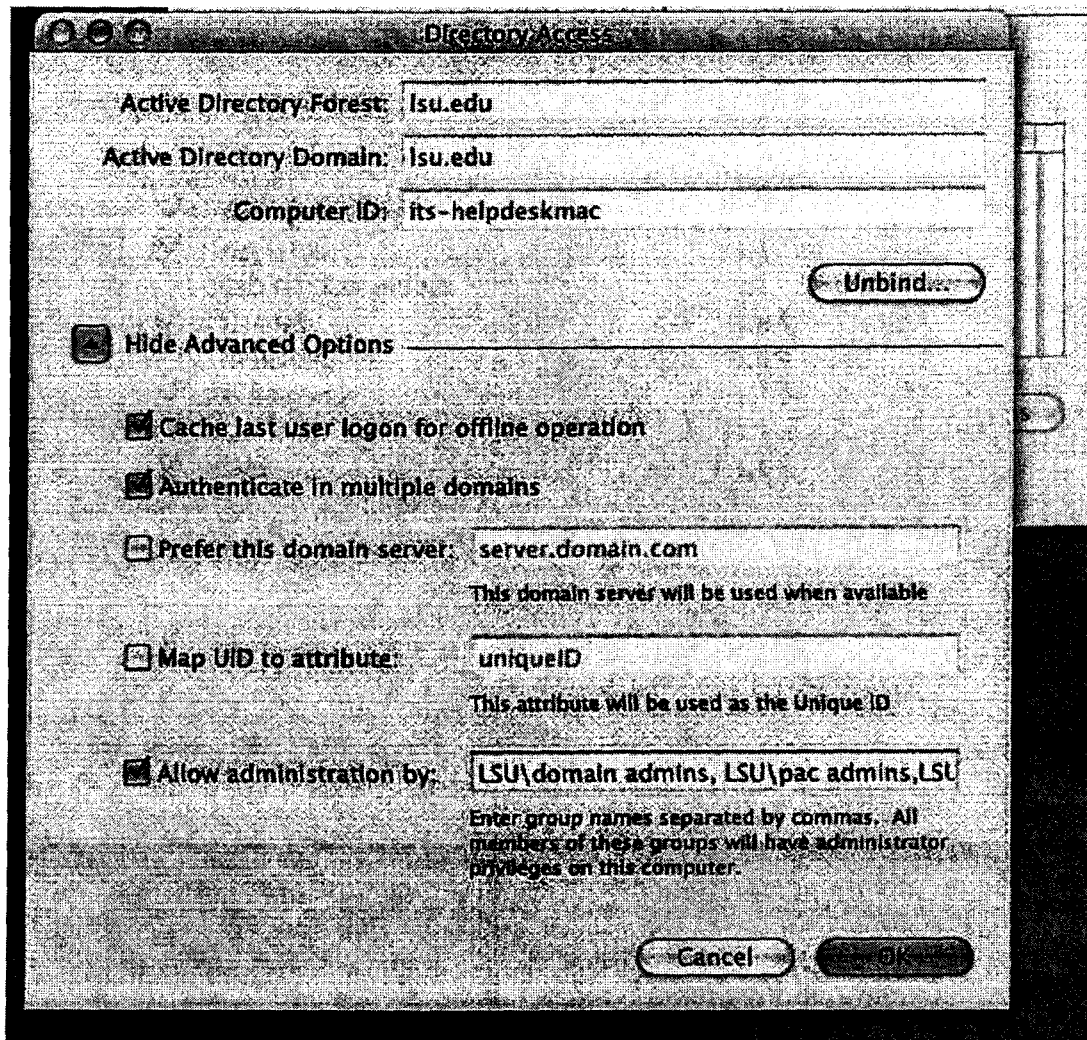 Directory Access
Active Directory Forest: lsu.edu
Active Directory Domain: lsu.edu
Computer ID: its-helpdeskmac
Unbind...
Hide Advanced Options
Cache last user logon for offline operation
Authenticate in multiple domains
Prefer this domain server: server.domain.com
This domain server will be used when available
Map UID to attribute: uniqueID
This attribute will be used as the Unique ID
Allow administration by: LSU\domain admins, LSU\pac admins,LSU
Enter group names separated by commas. All
members of these groups will have administrator
privileges on this computer.
Cancel OK
s